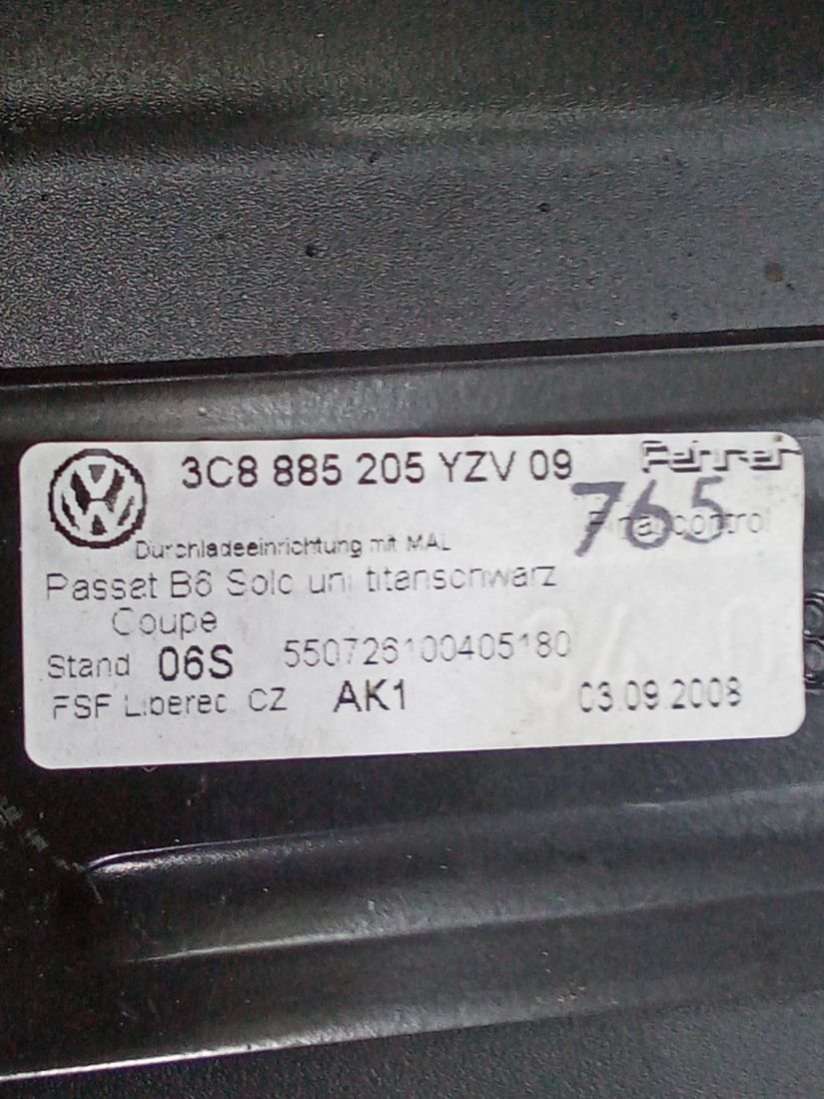 3C8 885 205 YZV 09 Fehrer
Durchladeeinrichtung mit MAL 765 Final control
Passat B6 Solo uni titanschwarz
Coupe
Stand 06S 550726100405180
FSF Liberec CZ AK1 03.09.2008